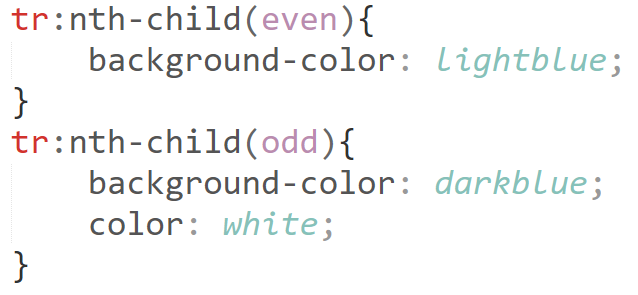 tr:nth-child(even){
    background-color: lightblue;
}
tr:nth-child(odd){
    background-color: darkblue;
    color: white;
}